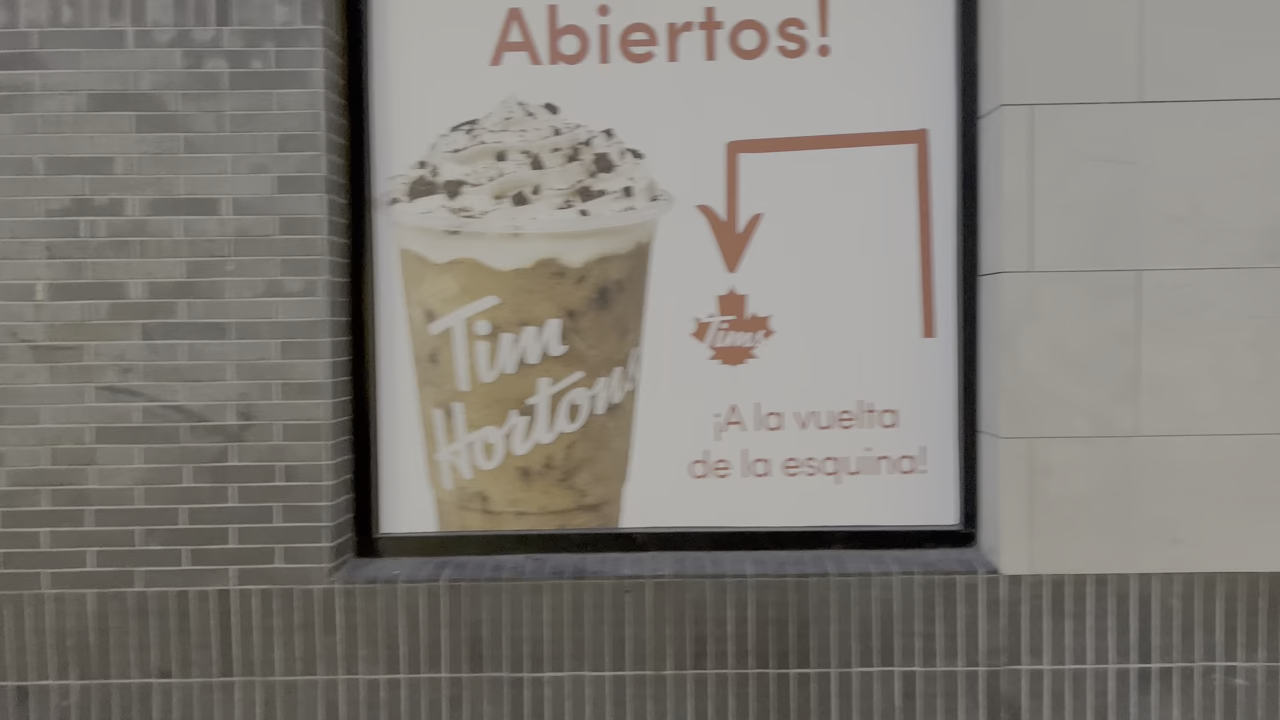 Abiertos!
Tim
Hortons
Tims
¡A la vuelta
de la esquina!